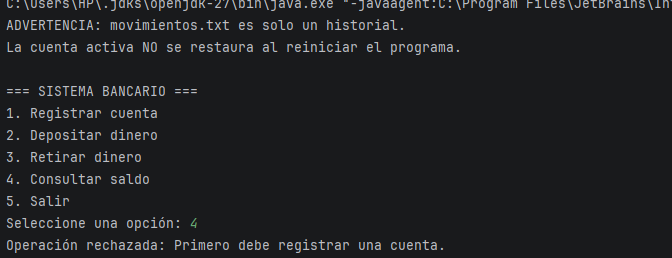 C:\Users\HP\.jdks\openjdk-27\bin\java.exe "-javaagent:C:\Program Files\JetBrains\Int
ADVERTENCIA: movimientos.txt es solo un historial.
La cuenta activa NO se restaura al reiniciar el programa.
=== SISTEMA BANCARIO ===
1. Registrar cuenta
2. Depositar dinero
3. Retirar dinero
4. Consultar saldo
5. Salir
Seleccione una opción: 4
Operación rechazada: Primero debe registrar una cuenta.